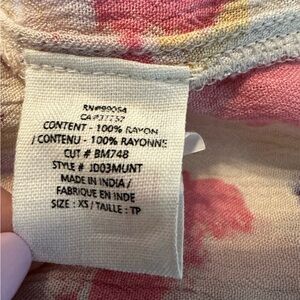 RN#99064
CA#37752
CONTENT - 100% RAYON
/ CONTENU - 100% RAYONNE
CUT # BM748
STYLE # JD03MUNT
MADE IN INDIA /
FABRIQUE EN INDE
SIZE : XS / TAILLE : TP